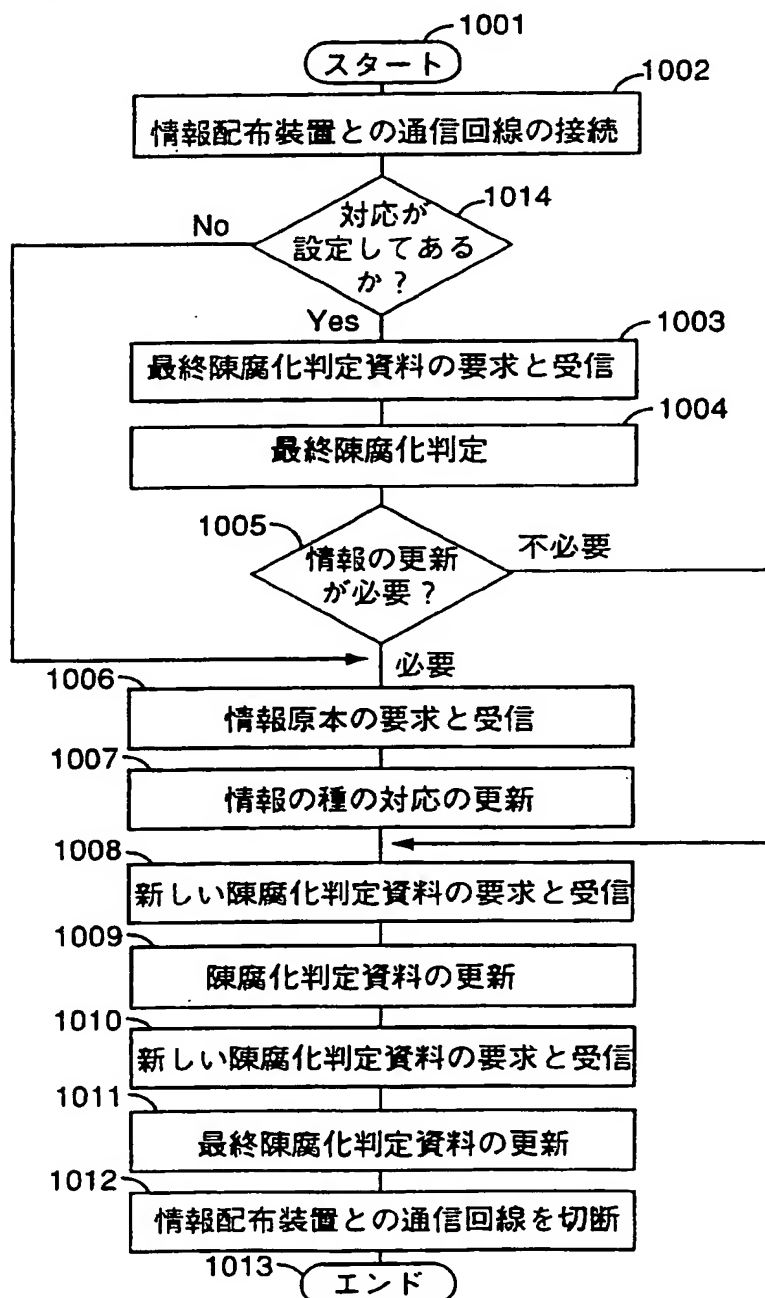 1001
スタート
1002
情報配布装置との通信回線の接続
1014
対応が
設定してある
か?
No
Yes
1003
最終陳腐化判定資料の要求と受信
1004
最終陳腐化判定
1005
情報の更新
が必要?
不必要
必要
1006
情報原本の要求と受信
1007
情報の種の対応の更新
1008
新しい陳腐化判定資料の要求と受信
1009
陳腐化判定資料の更新
1010
新しい陳腐化判定資料の要求と受信
1011
最終陳腐化判定資料の更新
1012
情報配布装置との通信回線を切断
1013
エンド